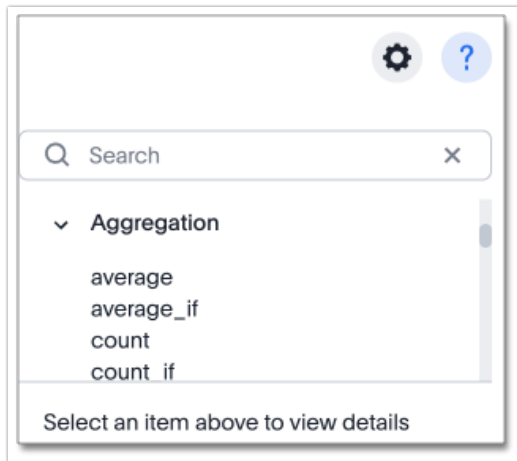 ?
Search
Aggregation
average
average_if
count
count_if
Select an item above to view details